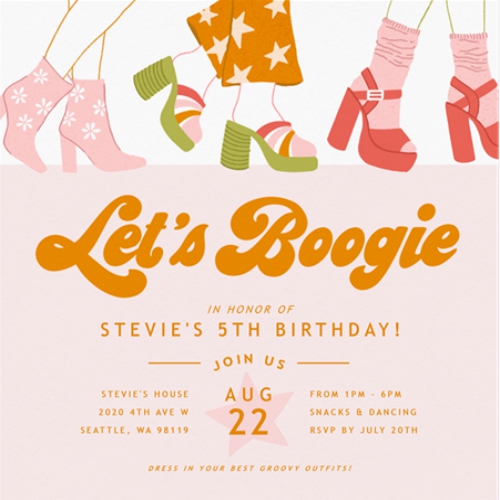 Let's Boogie
IN HONOR OF
STEVIE'S 5TH BIRTHDAY!
JOIN US
STEVIE'S HOUSE
2020 4TH AVE W
SEATTLE, WA 98119
AUG
22
FROM 1PM - 6PM
SNACKS & DANCING
RSVP BY JULY 20TH
DRESS IN YOUR BEST GROOVY OUTFITS!